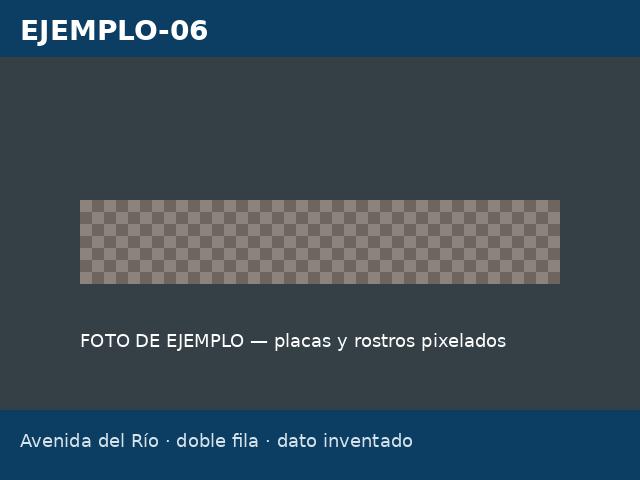 EJEMPLO-06
FOTO DE EJEMPLO — placas y rostros pixelados
Avenida del Río · doble fila · dato inventado